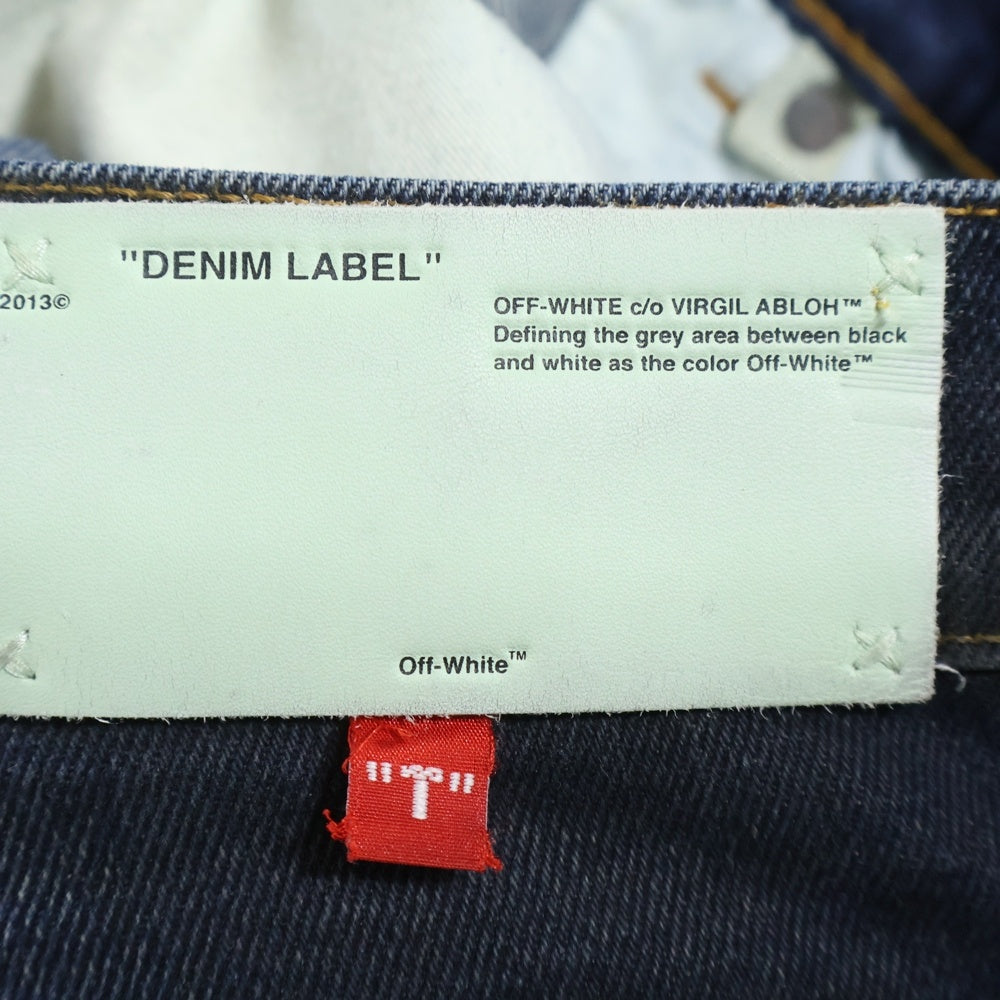 "DENIM LABEL"
2013©
OFF-WHITE c/o VIRGIL ABLOH™
Defining the grey area between black
and white as the color Off-White™
Off-White™